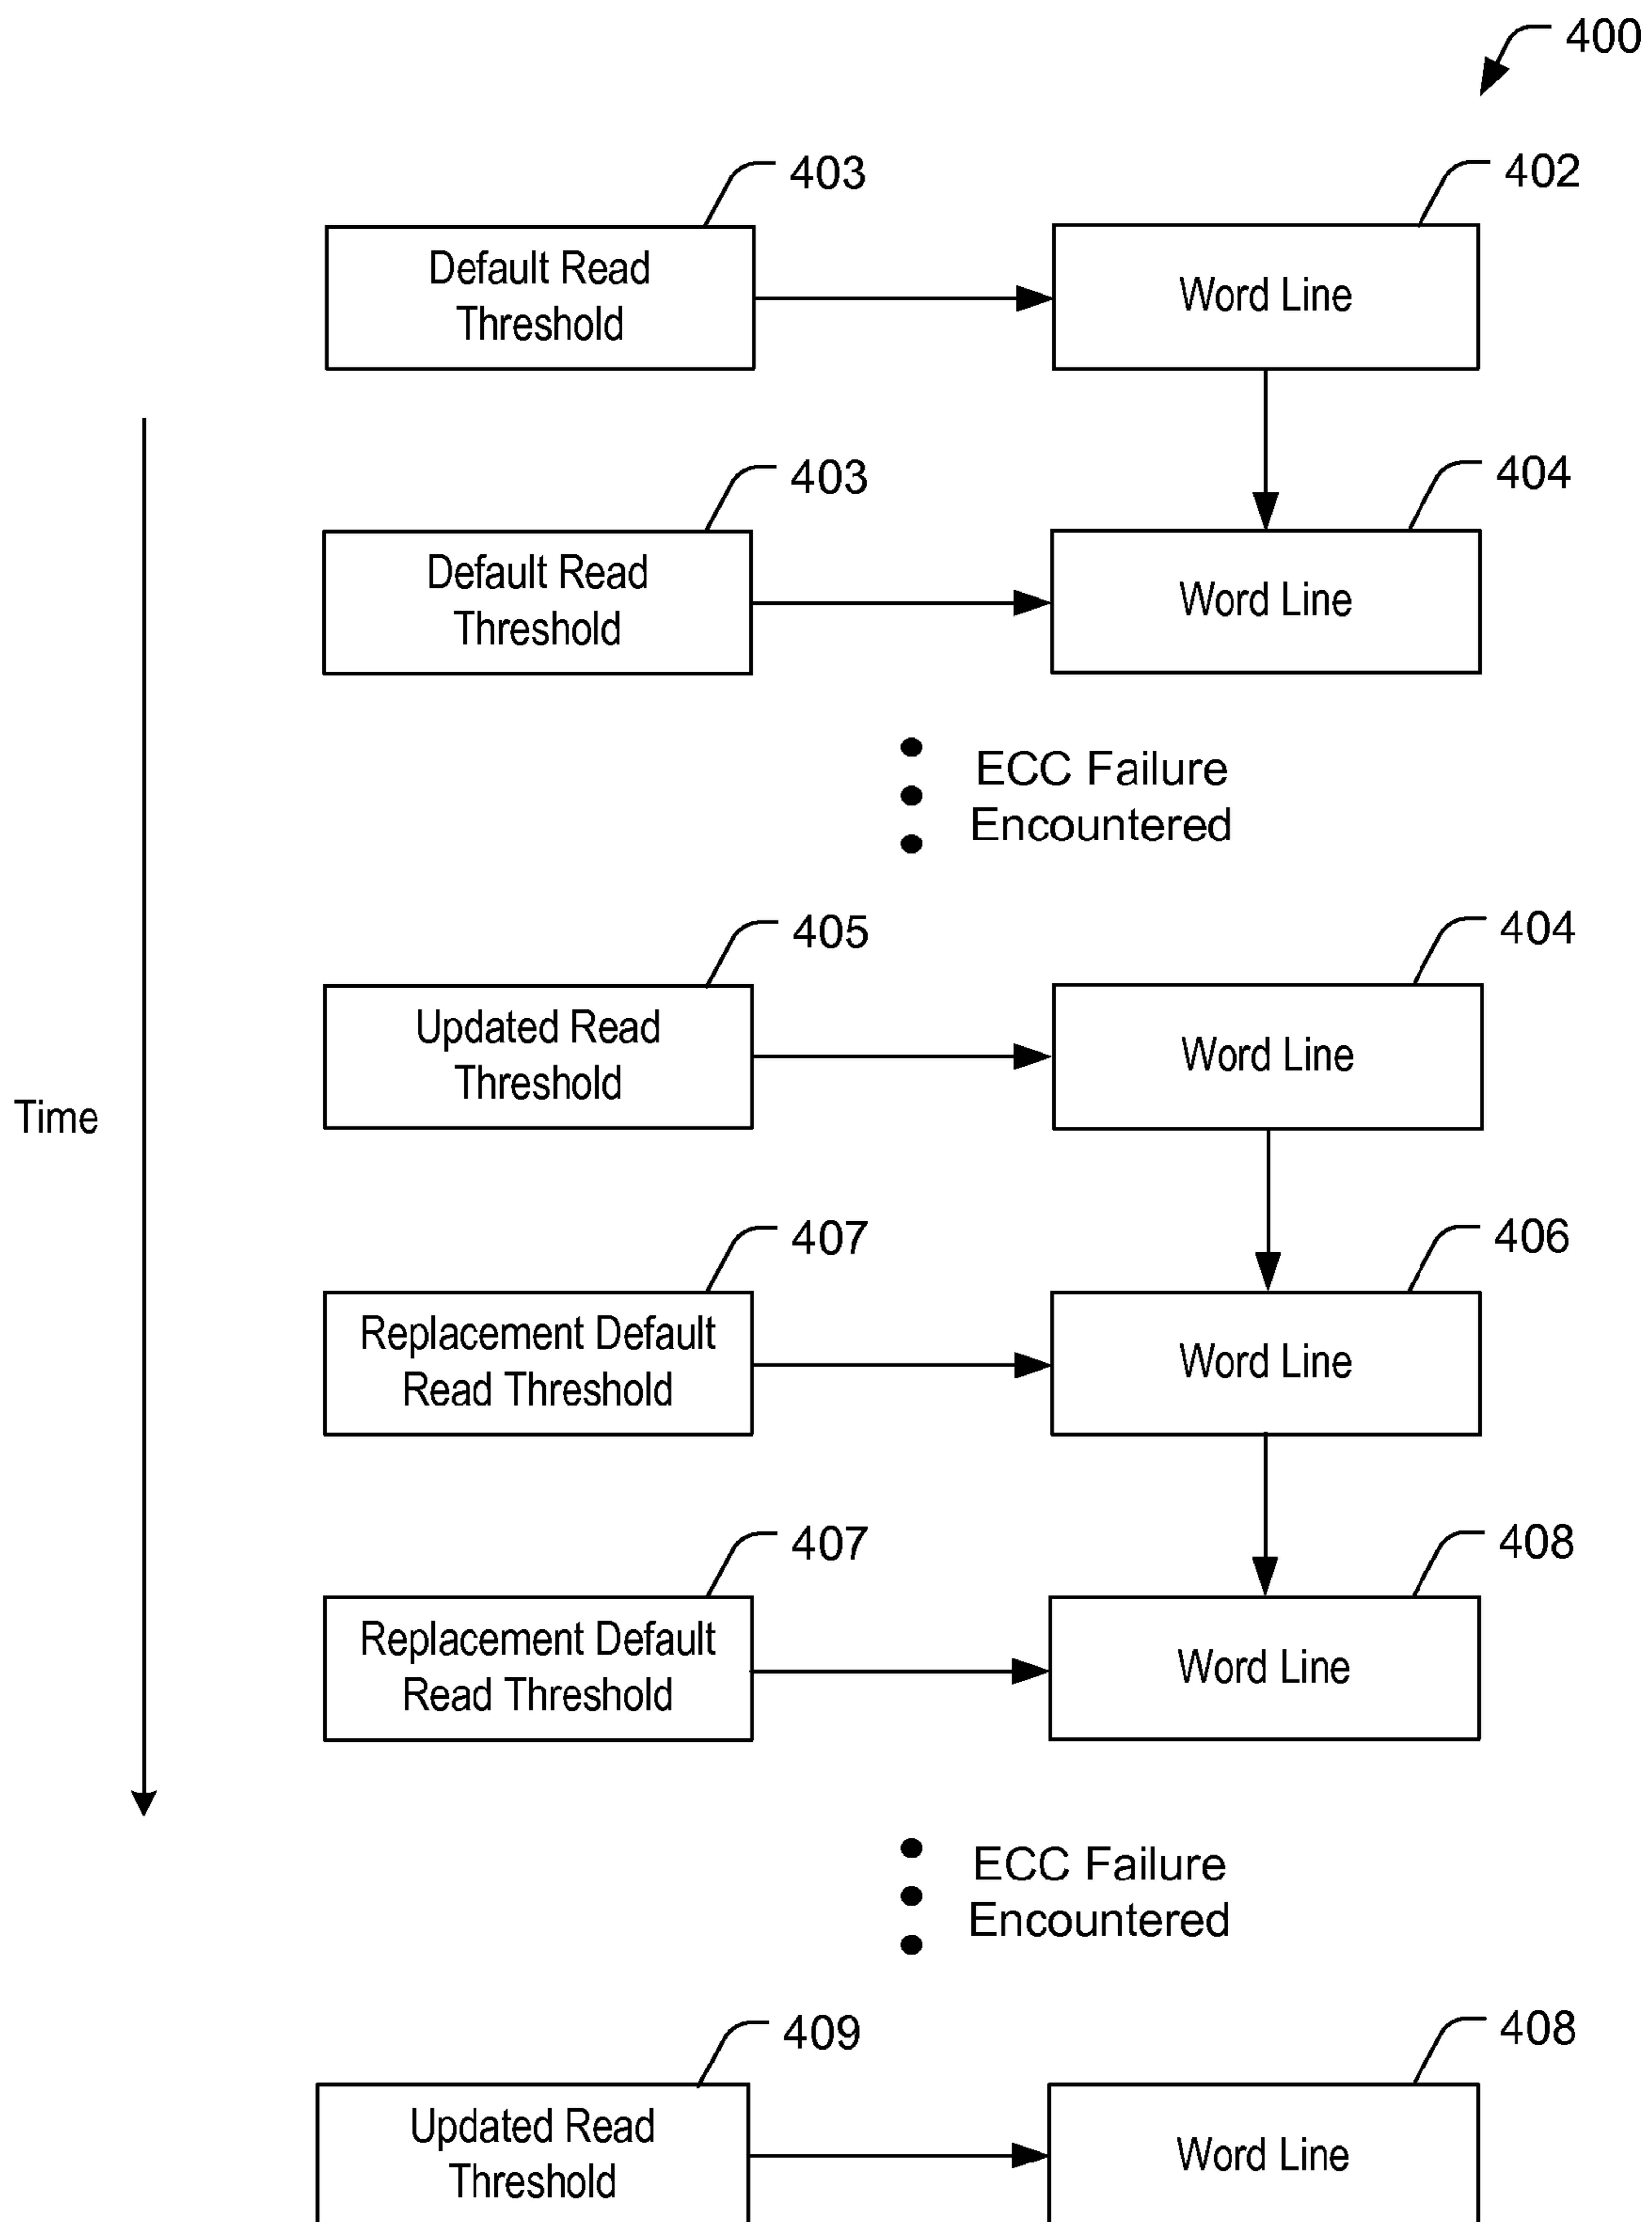 400
403
402
Default Read
Threshold
Word Line
403
404
Default Read
Threshold
Word Line
ECC Failure
Encountered
405
404
Updated Read
Threshold
Word Line
Time
407
406
Replacement Default
Read Threshold
Word Line
407
408
Replacement Default
Read Threshold
Word Line
ECC Failure
Encountered
409
408
Updated Read
Threshold
Word Line